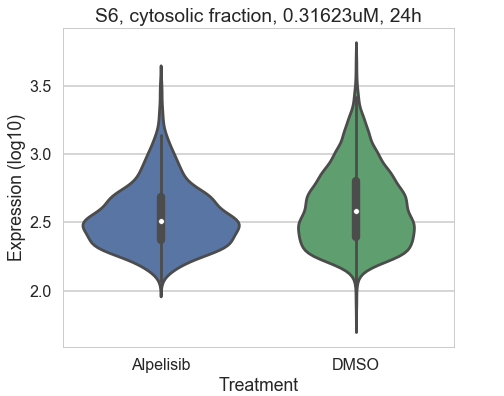 S6, cytosolic fraction, 0.31623uM, 24h
Expression (log10)
3.5
3.0
2.5
2.0
Alpelisib
DMSO
Treatment